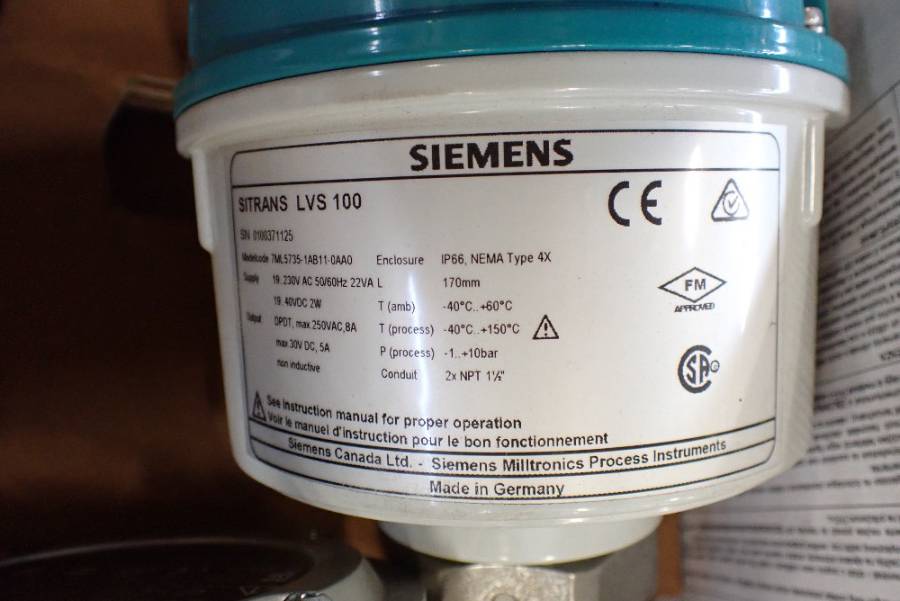 SIEMENS
SITRANS LVS 100
S/N 0100371125
Modelcode 7ML5735-1AB11-0AA0 Enclosure IP66, NEMA Type 4X
Supply 19..230V AC 50/60Hz 22VA L 170mm
19..40VDC 2W T (amb) -40°C..+60°C
Output DPDT, max.250VAC,8A T (process) -40°C..+150°C
max.30V DC, 5A P (process) -1..+10bar
non inductive Conduit 2x NPT 1½"
CE
FM
APPROVED
CSA
See instruction manual for proper operation
Voir le manuel d'instruction pour le bon fonctionnement
Siemens Canada Ltd. - Siemens Milltronics Process Instruments
Made in Germany